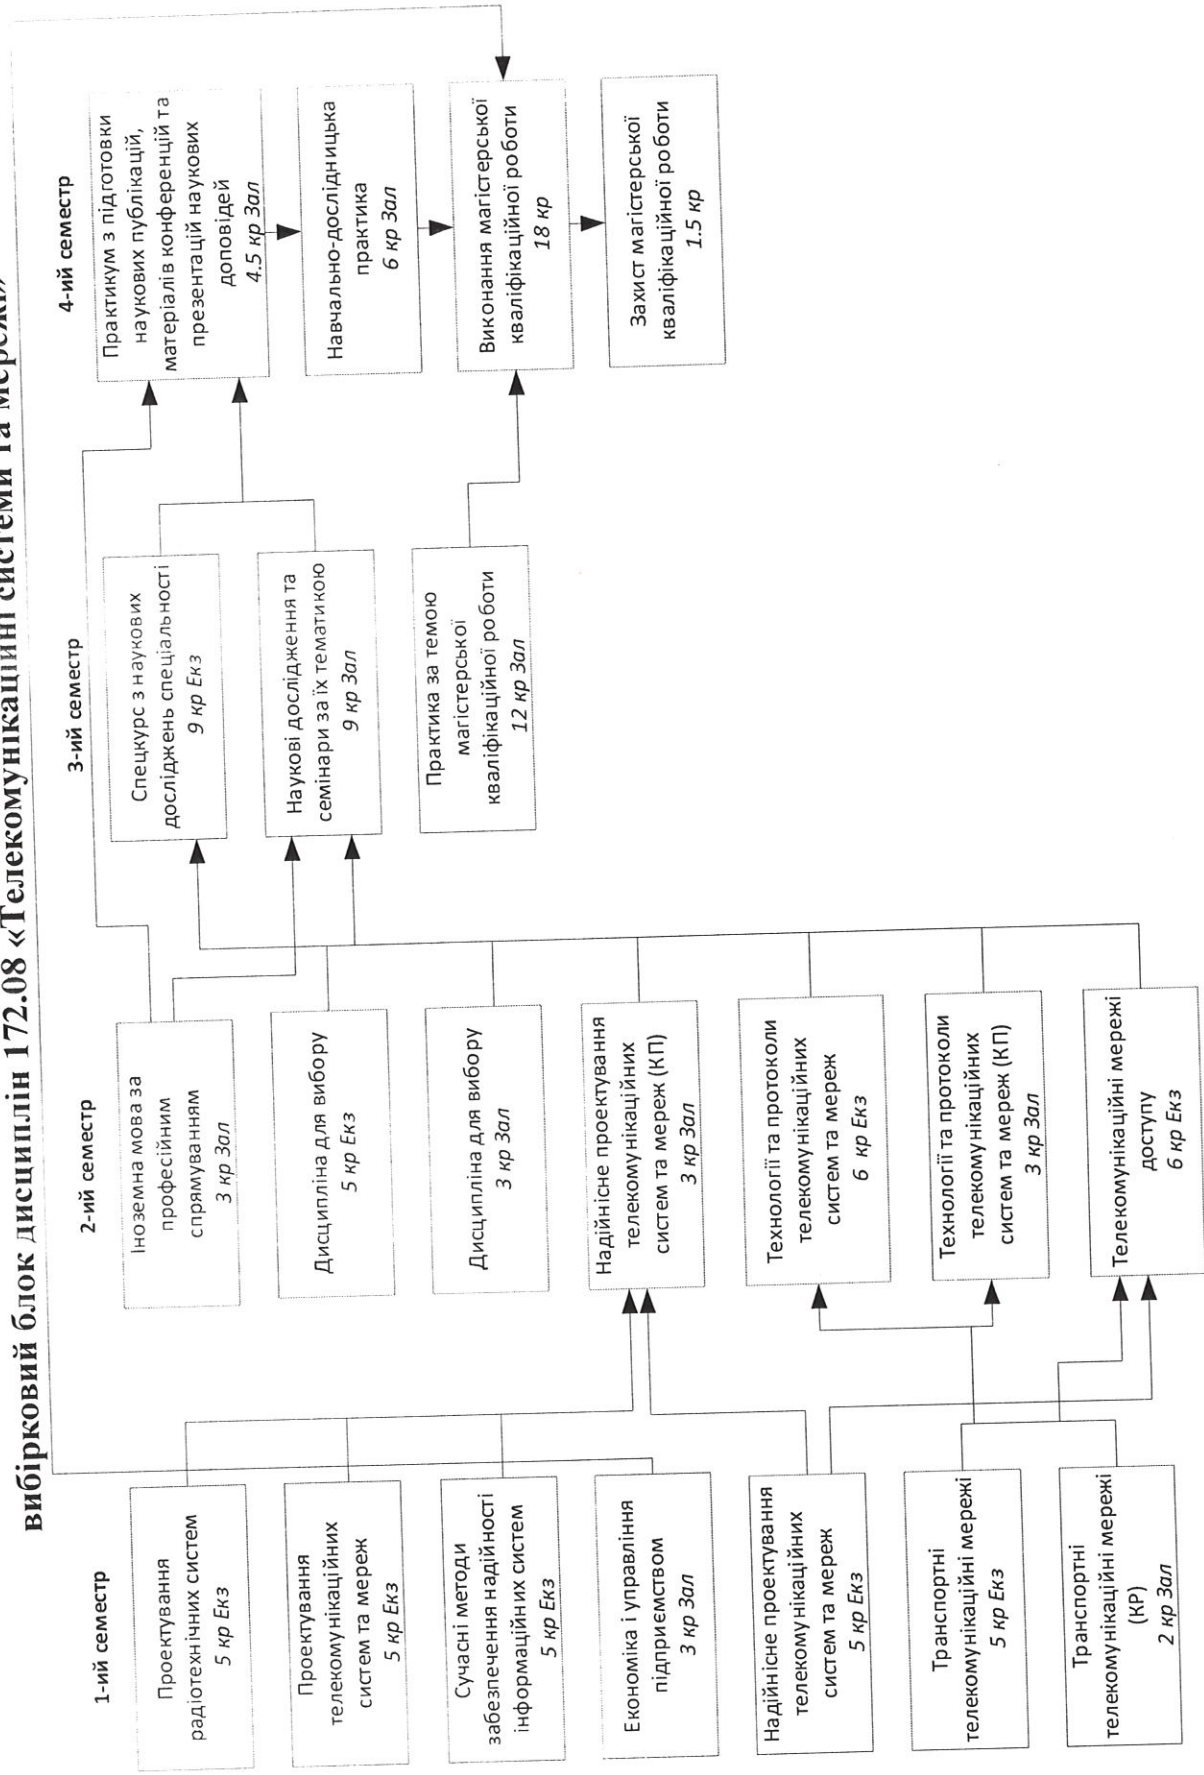 вибірковий блок дисциплін 172.08 «Телекомунікаційні системи та мережі»
1-ий семестр
Проектування
радіотехнічних систем
5 кр Екз
Проектування
телекомунікаційних
систем та мереж
5 кр Екз
Сучасні методи
забезпечення надійності
інформаційних систем
5 кр Екз
Економіка і управління
підприємством
3 кр Зал
Надійнісне проектування
телекомунікаційних
систем та мереж
5 кр Екз
Транспортні
телекомунікаційні мережі
5 кр Екз
Транспортні
телекомунікаційні мережі
(КР)
2 кр Зал
2-ий семестр
Іноземна мова за
професійним
спрямуванням
3 кр Зал
Дисципліна для вибору
5 кр Екз
Дисципліна для вибору
3 кр Зал
Надійнісне проектування
телекомунікаційних
систем та мереж (КП)
3 кр Зал
Технології та протоколи
телекомунікаційних
систем та мереж
6 кр Екз
Технології та протоколи
телекомунікаційних
систем та мереж (КП)
3 кр Зал
Телекомунікаційні мережі
доступу
6 кр Екз
3-ий семестр
Спецкурс з наукових
досліджень спеціальності
9 кр Екз
Наукові дослідження та
семінари за їх тематикою
9 кр Зал
Практика за темою
магістерської
кваліфікаційної роботи
12 кр Зал
4-ий семестр
Практикум з підготовки
наукових публікацій,
матеріалів конференцій та
презентацій наукових
доповідей
4.5 кр Зал
Навчально-дослідницька
практика
6 кр Зал
Виконання магістерської
кваліфікаційної роботи
18 кр
Захист магістерської
кваліфікаційної роботи
1.5 кр